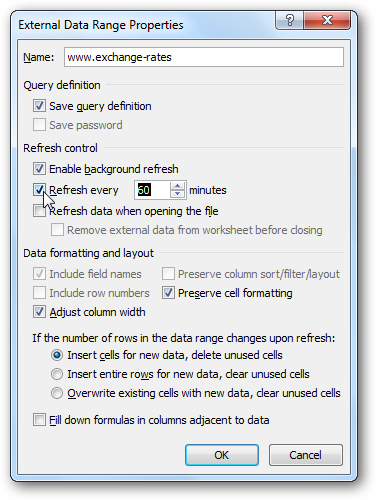 External Data Range Properties
Name: www.exchange-rates
Query definition
Save query definition
Save password
Refresh control
Enable background refresh
Refresh every 60 minutes
Refresh data when opening the file
Remove external data from worksheet before closing
Data formatting and layout
Include field names Preserve column sort/filter/layout
Include row numbers Preserve cell formatting
Adjust column width
If the number of rows in the data range changes upon refresh:
Insert cells for new data, delete unused cells
Insert entire rows for new data, clear unused cells
Overwrite existing cells with new data, clear unused cells
Fill down formulas in columns adjacent to data
OK Cancel